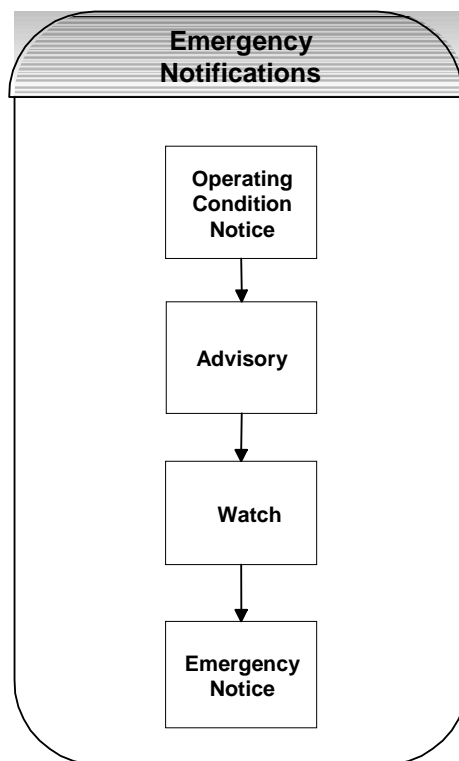 Emergency
Notifications
Operating
Condition
Notice
Advisory
Watch
Emergency
Notice